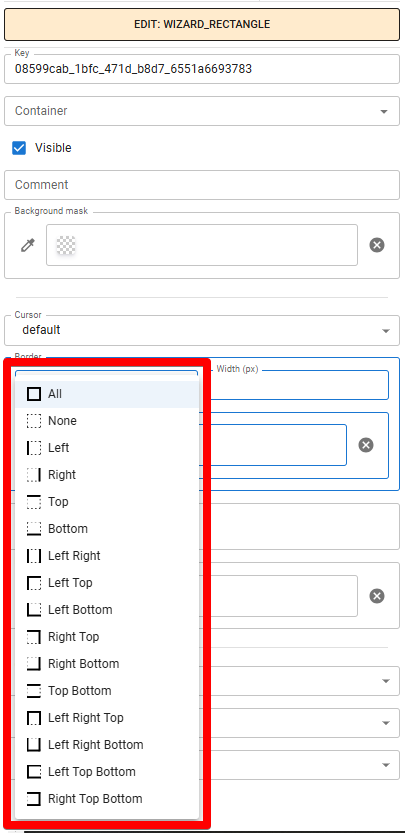 EDIT: WIZARD_RECTANGLE
Key
08599cab_1bfc_471d_b8d7_6551a6693783
Container
Visible
Comment
Background mask
Cursor
default
Border
Width (px)
All
None
Left
Right
Top
Bottom
Left Right
Left Top
Left Bottom
Right Top
Right Bottom
Top Bottom
Left Right Top
Left Right Bottom
Left Top Bottom
Right Top Bottom